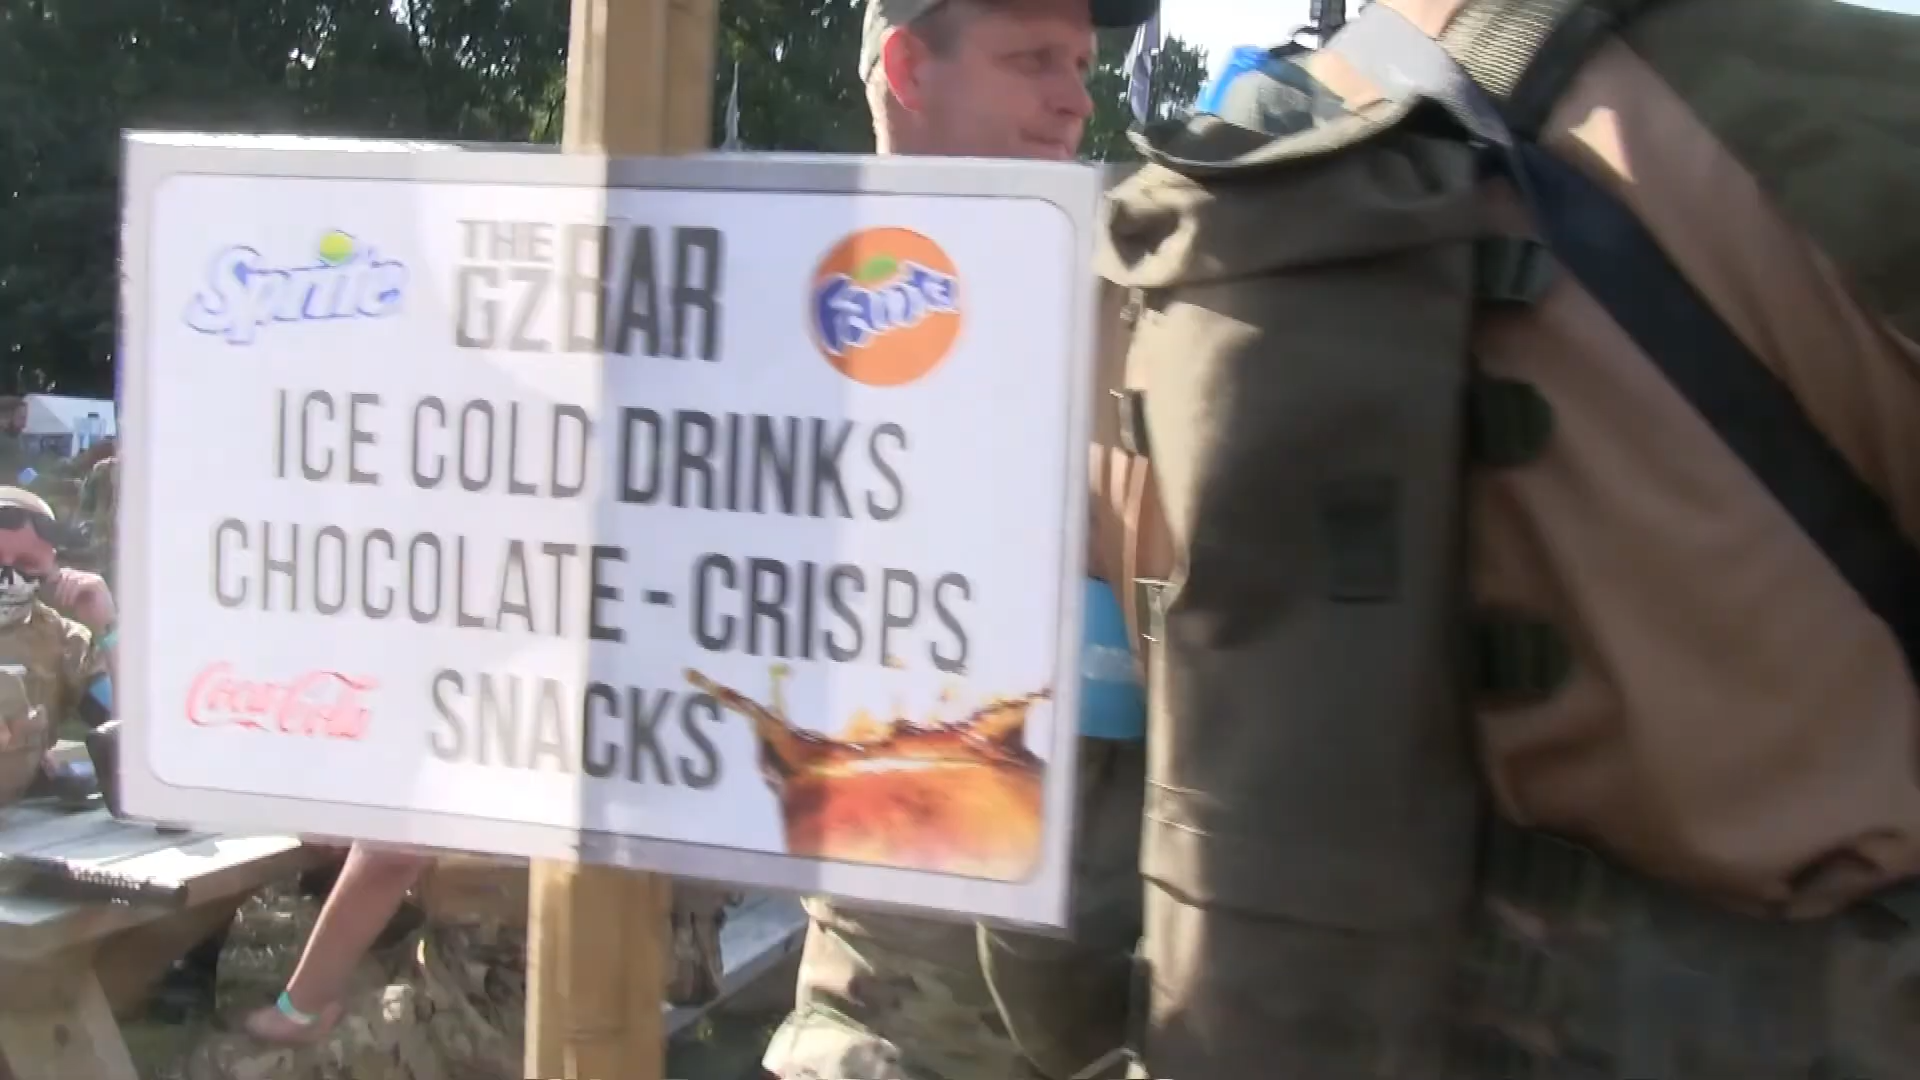 Sprite
THE
GZ BAR
Fanta
ICE COLD DRINKS
CHOCOLATE - CRISPS
Coca-Cola
SNACKS